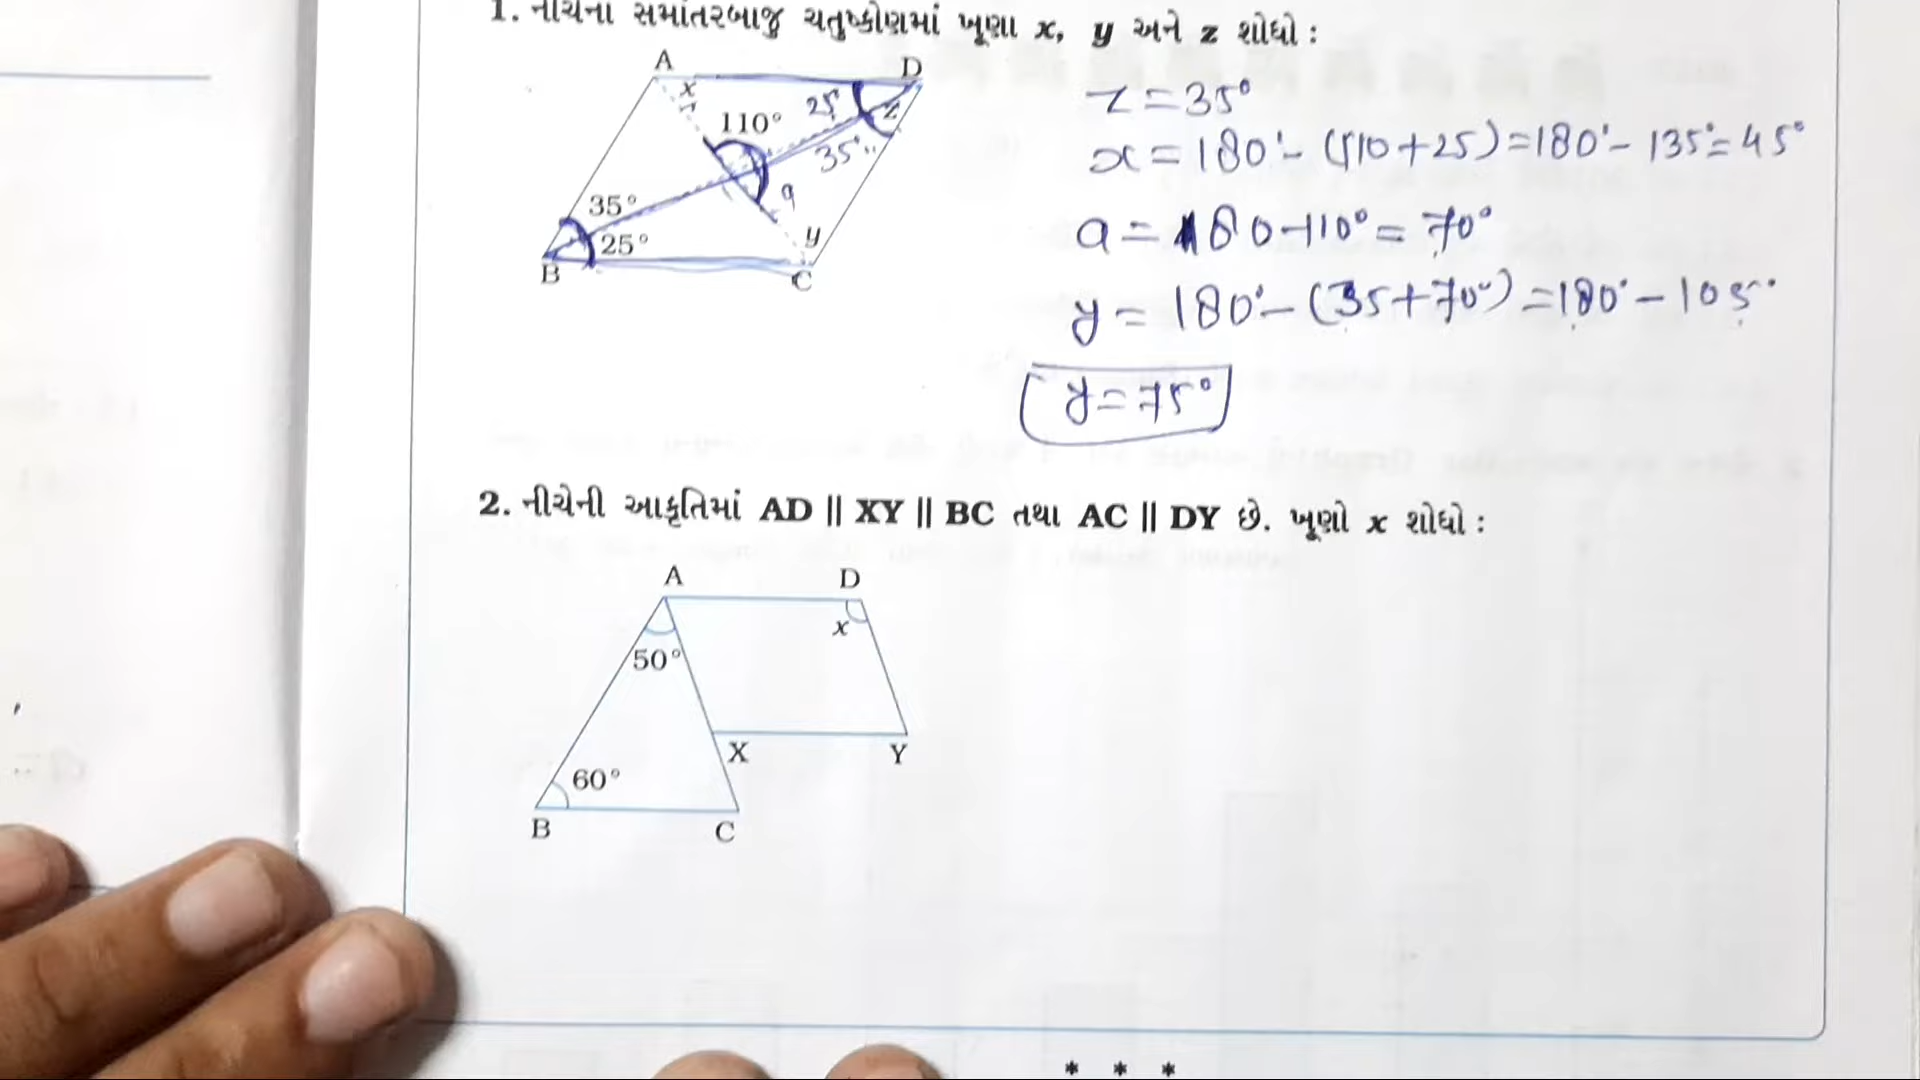 1. નીચેના સમાંતરબાજુ ચતુષ્કોણમાં ખૂણા x, y અને z શોધો :
A
D
x
110°
25
z
35°
35°
a
25°
y
B
C
z = 35°
x = 180° - (110 + 25) = 180° - 135° = 45°
a = 180 - 110° = 70°
y = 180° - (35 + 70°) = 180° - 105°
y = 75°
2. નીચેની આકૃતિમાં AD || XY || BC તથા AC || DY છે. ખૂણો x શોધો :
A
D
x
50°
X
Y
60°
B
C
* * *